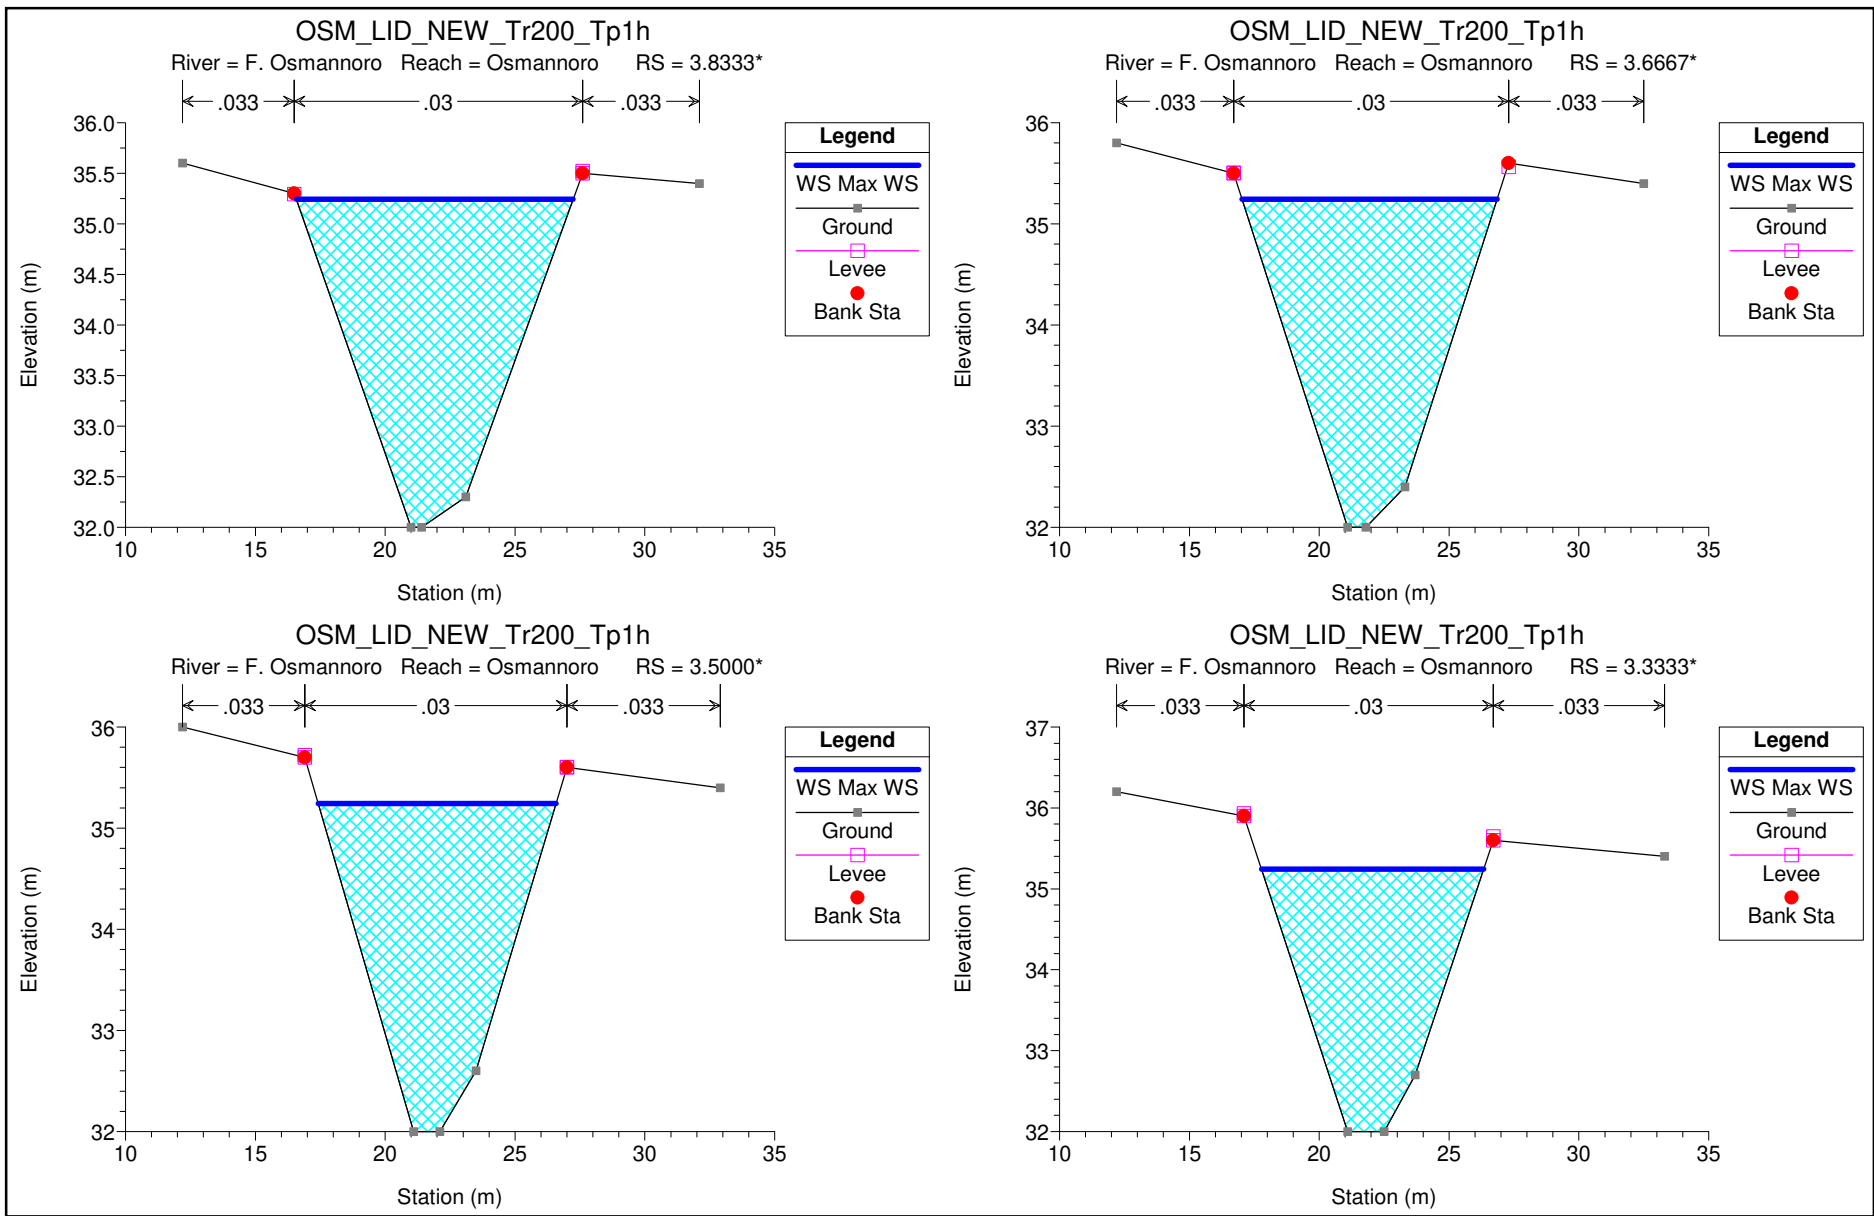 OSM_LID_NEW_Tr200_Tp1h
River = F. Osmannoro Reach = Osmannoro RS = 3.8333*
.033 .03 .033
36.0
35.5
35.0
34.5
34.0
33.5
33.0
32.5
32.0
10 15 20 25 30 35
Elevation (m)
Station (m)
Legend
WS Max WS
Ground
Levee
Bank Sta
OSM_LID_NEW_Tr200_Tp1h
River = F. Osmannoro Reach = Osmannoro RS = 3.6667*
.033 .03 .033
36
35
34
33
32
10 15 20 25 30 35
Elevation (m)
Station (m)
Legend
WS Max WS
Ground
Levee
Bank Sta
OSM_LID_NEW_Tr200_Tp1h
River = F. Osmannoro Reach = Osmannoro RS = 3.5000*
.033 .03 .033
36
35
34
33
32
10 15 20 25 30 35
Elevation (m)
Station (m)
Legend
WS Max WS
Ground
Levee
Bank Sta
OSM_LID_NEW_Tr200_Tp1h
River = F. Osmannoro Reach = Osmannoro RS = 3.3333*
.033 .03 .033
37
36
35
34
33
32
10 15 20 25 30 35
Elevation (m)
Station (m)
Legend
WS Max WS
Ground
Levee
Bank Sta